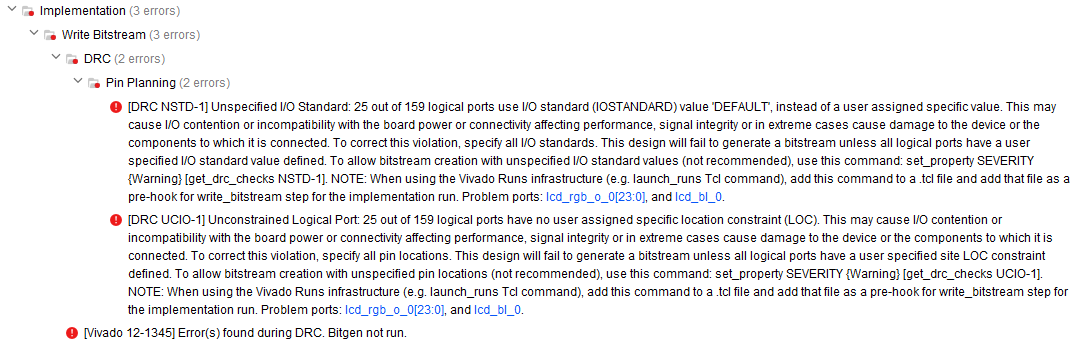 Implementation (3 errors)
Write Bitstream (3 errors)
DRC (2 errors)
Pin Planning (2 errors)
[DRC NSTD-1] Unspecified I/O Standard: 25 out of 159 logical ports use I/O standard (IOSTANDARD) value 'DEFAULT', instead of a user assigned specific value. This may
cause I/O contention or incompatibility with the board power or connectivity affecting performance, signal integrity or in extreme cases cause damage to the device or the
components to which it is connected. To correct this violation, specify all I/O standards. This design will fail to generate a bitstream unless all logical ports have a user
specified I/O standard value defined. To allow bitstream creation with unspecified I/O standard values (not recommended), use this command: set_property SEVERITY
{Warning} [get_drc_checks NSTD-1]. NOTE: When using the Vivado Runs infrastructure (e.g. launch_runs Tcl command), add this command to a .tcl file and add that file as a
pre-hook for write_bitstream step for the implementation run. Problem ports: lcd_rgb_o_0[23:0], and lcd_bl_0.
[DRC UCIO-1] Unconstrained Logical Port: 25 out of 159 logical ports have no user assigned specific location constraint (LOC). This may cause I/O contention or
incompatibility with the board power or connectivity affecting performance, signal integrity or in extreme cases cause damage to the device or the components to which it is
connected. To correct this violation, specify all pin locations. This design will fail to generate a bitstream unless all logical ports have a user specified site LOC constraint
defined. To allow bitstream creation with unspecified pin locations (not recommended), use this command: set_property SEVERITY {Warning} [get_drc_checks UCIO-1].
NOTE: When using the Vivado Runs infrastructure (e.g. launch_runs Tcl command), add this command to a .tcl file and add that file as a pre-hook for write_bitstream step for
the implementation run. Problem ports: lcd_rgb_o_0[23:0], and lcd_bl_0.
[Vivado 12-1345] Error(s) found during DRC. Bitgen not run.